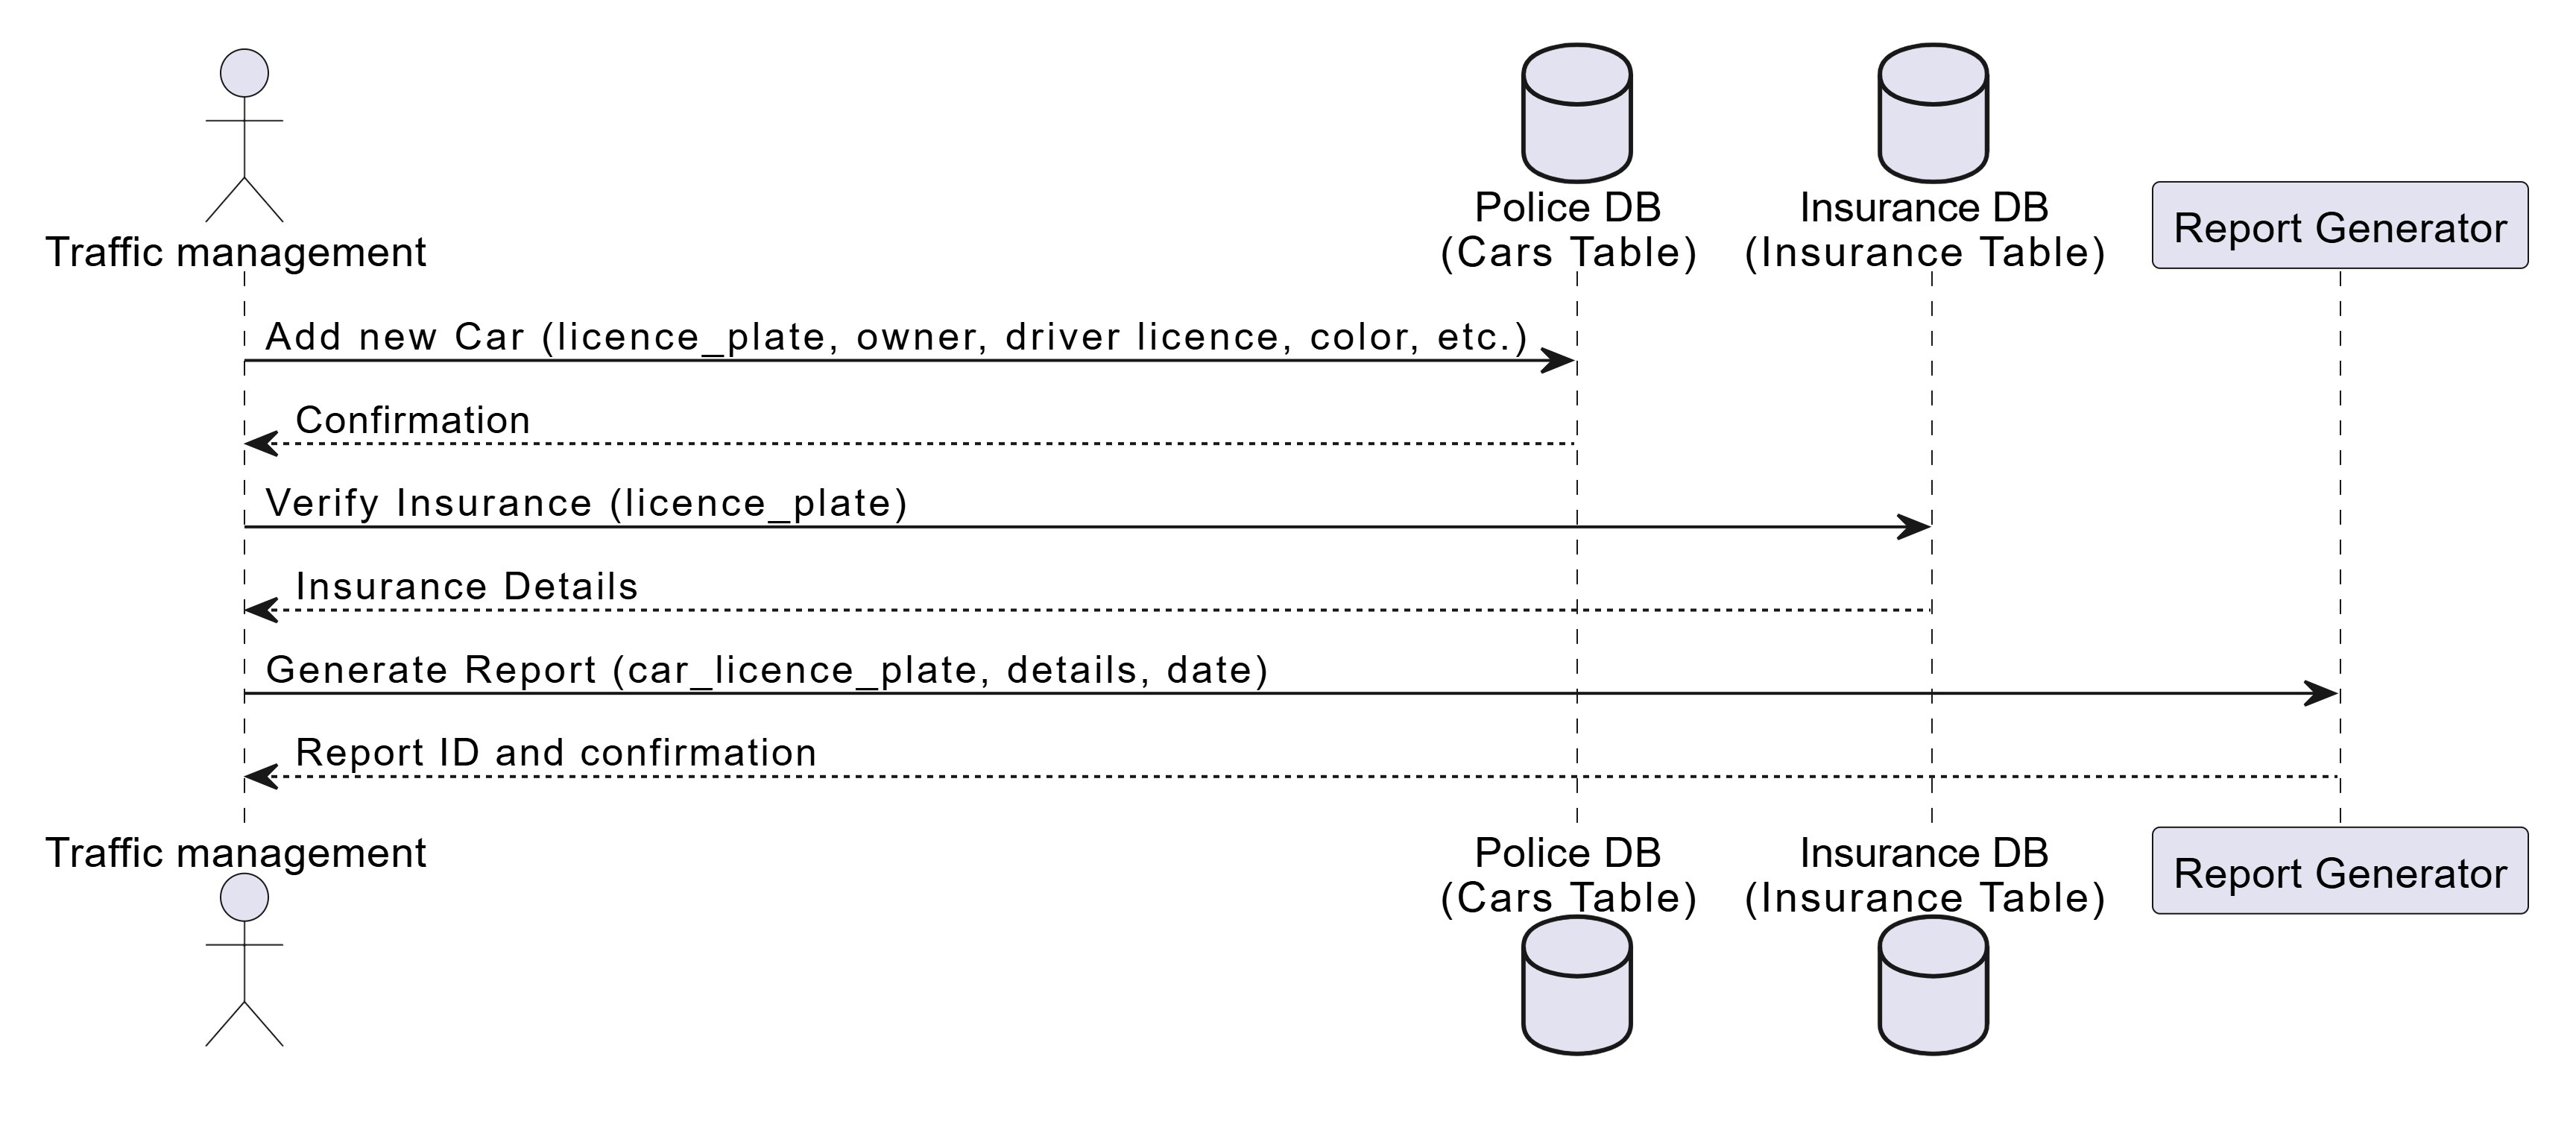 Traffic management
Police DB
(Cars Table)
Insurance DB
(Insurance Table)
Report Generator
Add new Car (licence_plate, owner, driver licence, color, etc.)
Confirmation
Verify Insurance (licence_plate)
Insurance Details
Generate Report (car_licence_plate, details, date)
Report ID and confirmation
Traffic management
Police DB
(Cars Table)
Insurance DB
(Insurance Table)
Report Generator